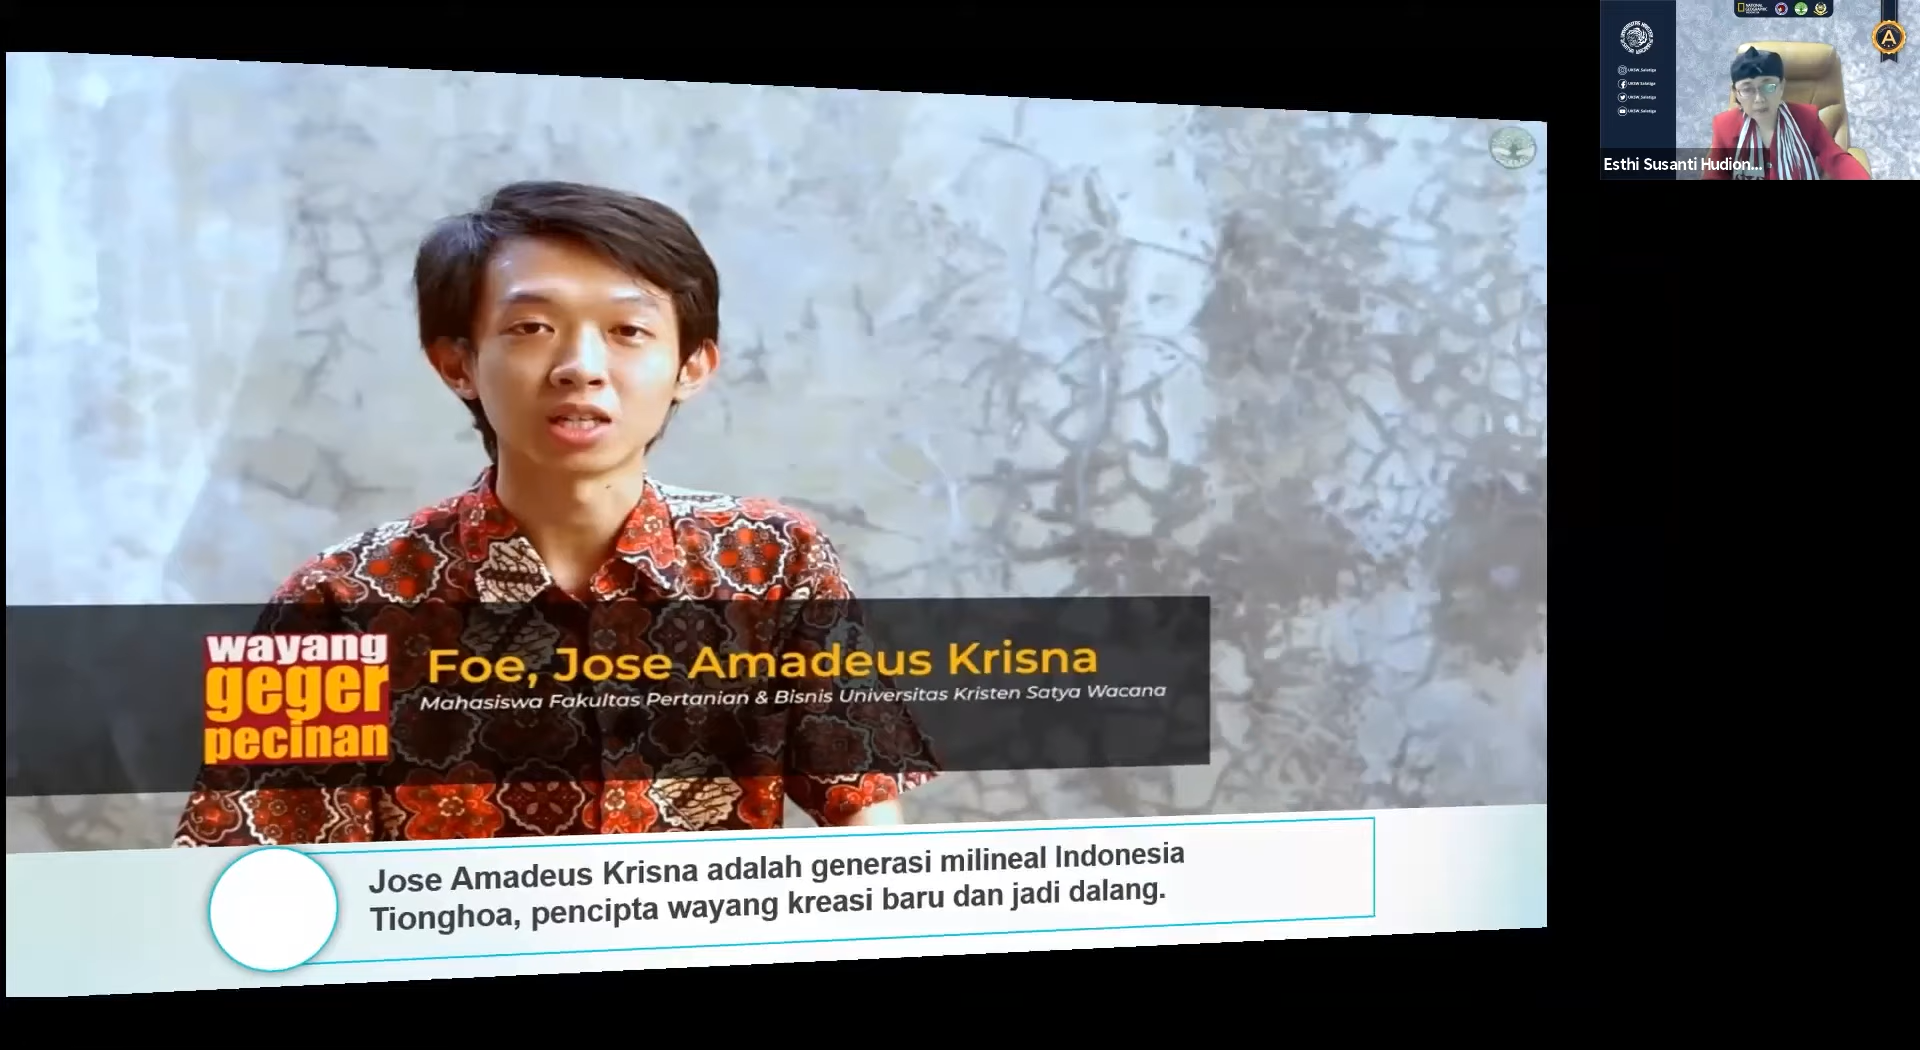 wayang
geger
pecinan
Foe, Jose Amadeus Krisna
Mahasiswa Fakultas Pertanian & Bisnis Universitas Kristen Satya Wacana
Jose Amadeus Krisna adalah generasi milineal Indonesia
Tionghoa, pencipta wayang kreasi baru dan jadi dalang.
Esthi Susanti Hudion...
A